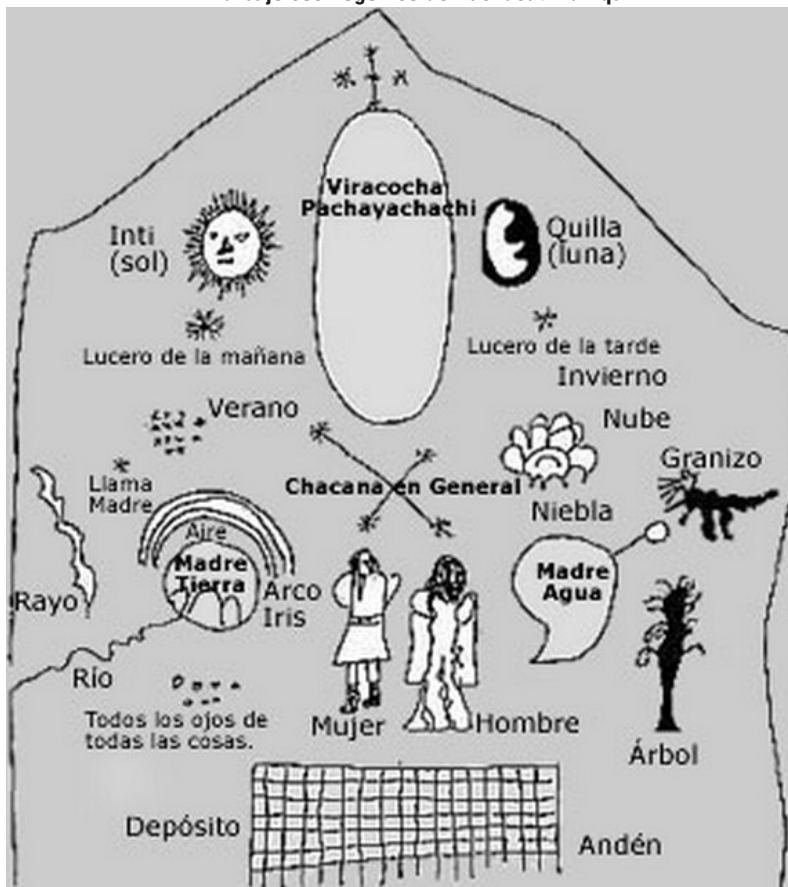 Viracocha
Pachayachachi
Inti
(sol)
Quilla
(luna)
Lucero de la mañana
Lucero de la tarde
Invierno
Verano
Nube
Llama
Madre
Chacana en General
Granizo
Niebla
Aire
Madre
Tierra
Arco
Iris
Madre
Agua
Rayo
Río
Todos los ojos de
todas las cosas.
Mujer
Hombre
Árbol
Depósito
Andén